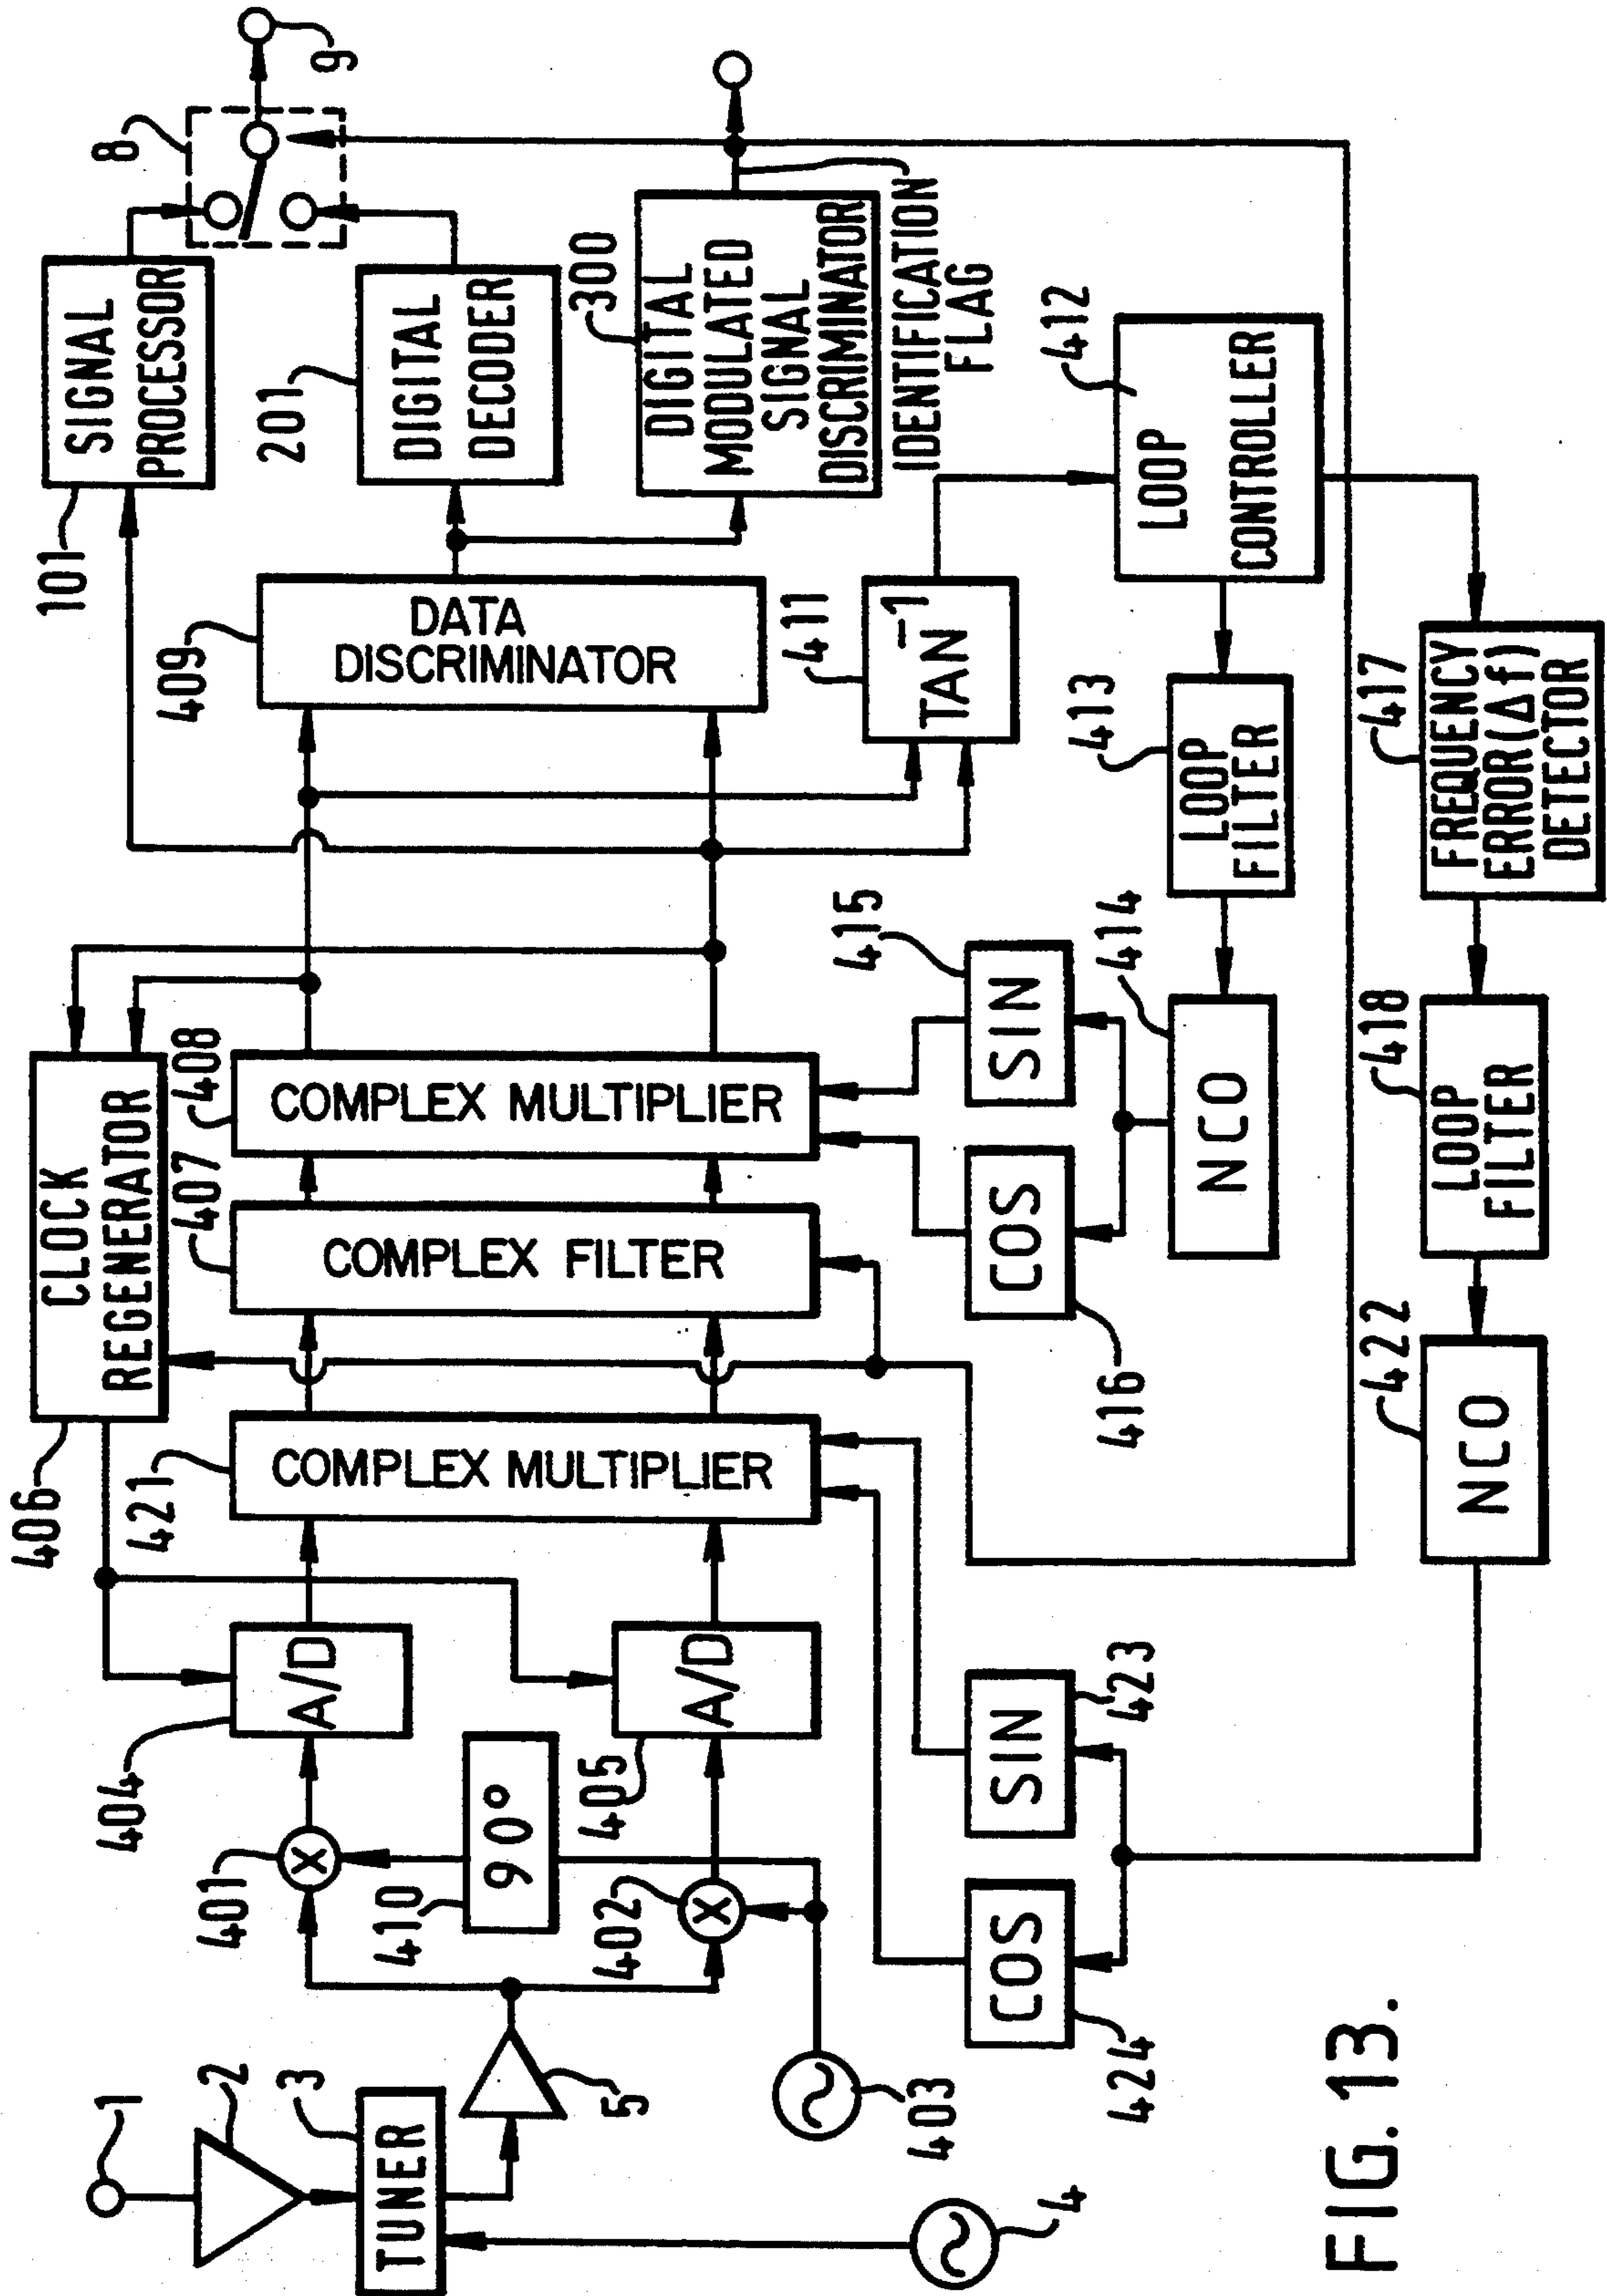 1
2
3
TUNER
4
5
403
401
410
90°
402
404
A/D
405
A/D
406
CLOCK
REGENERATOR
421
COMPLEX MULTIPLIER
407
COMPLEX FILTER
408
COMPLEX MULTIPLIER
409
DATA
DISCRIMINATOR
101
SIGNAL
PROCESSOR
201
DIGITAL
DECODER
300
DIGITAL
MODULATED
SIGNAL
DISCRIMINATOR
IDENTIFICATION
FLAG
8
9
411
TAN⁻¹
412
LOOP
CONTROLLER
413
LOOP
FILTER
414
NCO
415
SIN
416
COS
417
FREQUENCY
ERROR(Δf)
DETECTOR
418
LOOP
FILTER
422
NCO
423
SIN
424
COS
FIG. 13.